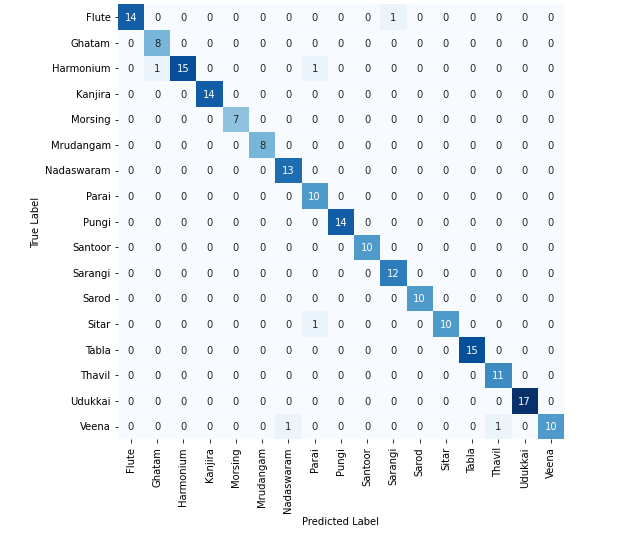 Flute 14 0 0 0 0 0 0 0 0 0 1 0 0 0 0 0 0
Ghatam 0 8 0 0 0 0 0 0 0 0 0 0 0 0 0 0 0
Harmonium 0 1 15 0 0 0 0 1 0 0 0 0 0 0 0 0 0
Kanjira 0 0 0 14 0 0 0 0 0 0 0 0 0 0 0 0 0
Morsing 0 0 0 0 7 0 0 0 0 0 0 0 0 0 0 0 0
Mrudangam 0 0 0 0 0 8 0 0 0 0 0 0 0 0 0 0 0
Nadaswaram 0 0 0 0 0 0 13 0 0 0 0 0 0 0 0 0 0
Parai 0 0 0 0 0 0 0 10 0 0 0 0 0 0 0 0 0
Pungi 0 0 0 0 0 0 0 0 14 0 0 0 0 0 0 0 0
Santoor 0 0 0 0 0 0 0 0 0 10 0 0 0 0 0 0 0
Sarangi 0 0 0 0 0 0 0 0 0 0 12 0 0 0 0 0 0
Sarod 0 0 0 0 0 0 0 0 0 0 0 10 0 0 0 0 0
Sitar 0 0 0 0 0 0 0 1 0 0 0 0 10 0 0 0 0
Tabla 0 0 0 0 0 0 0 0 0 0 0 0 0 15 0 0 0
Thavil 0 0 0 0 0 0 0 0 0 0 0 0 0 0 11 0 0
Udukkai 0 0 0 0 0 0 0 0 0 0 0 0 0 0 0 17 0
Veena 0 0 0 0 0 0 1 0 0 0 0 0 0 0 1 0 10
True Label
Flute Ghatam Harmonium Kanjira Morsing Mrudangam Nadaswaram Parai Pungi Santoor Sarangi Sarod Sitar Tabla Thavil Udukkai Veena
Predicted Label